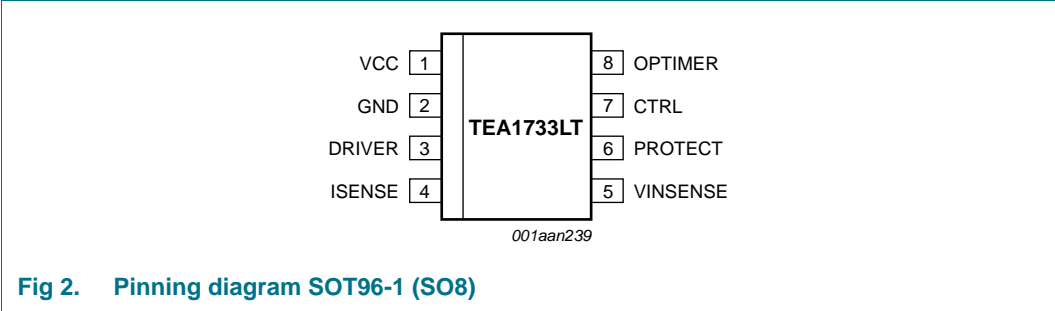 VCC 1
GND 2
DRIVER 3
ISENSE 4
TEA1733LT
8 OPTIMER
7 CTRL
6 PROTECT
5 VINSENSE
001aan239
Fig 2. Pinning diagram SOT96-1 (SO8)